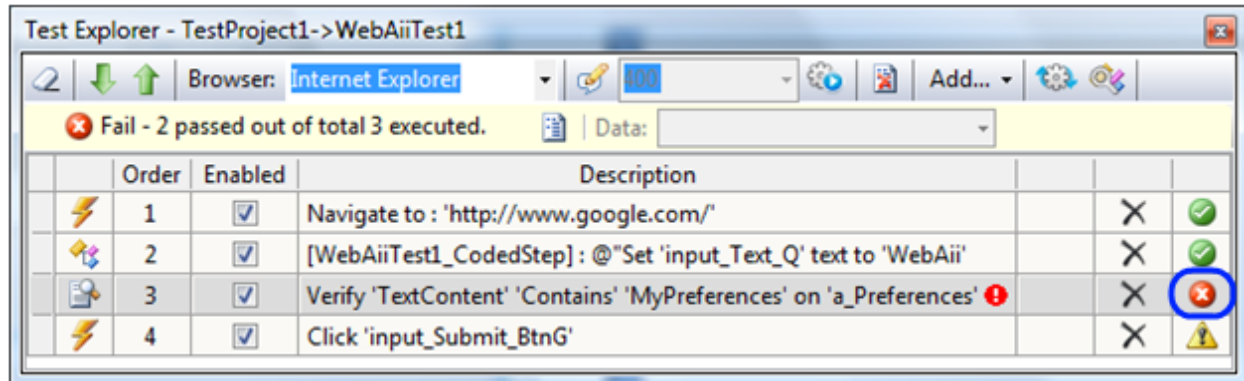 Test Explorer - TestProject1->WebAiiTest1
Browser: Internet Explorer 400 Add...
Fail - 2 passed out of total 3 executed. Data:
Order Enabled Description
1 Navigate to : 'http://www.google.com/'
2 [WebAiiTest1_CodedStep] : @"Set 'input_Text_Q' text to 'WebAii'
3 Verify 'TextContent' 'Contains' 'MyPreferences' on 'a_Preferences'
4 Click 'input_Submit_BtnG'